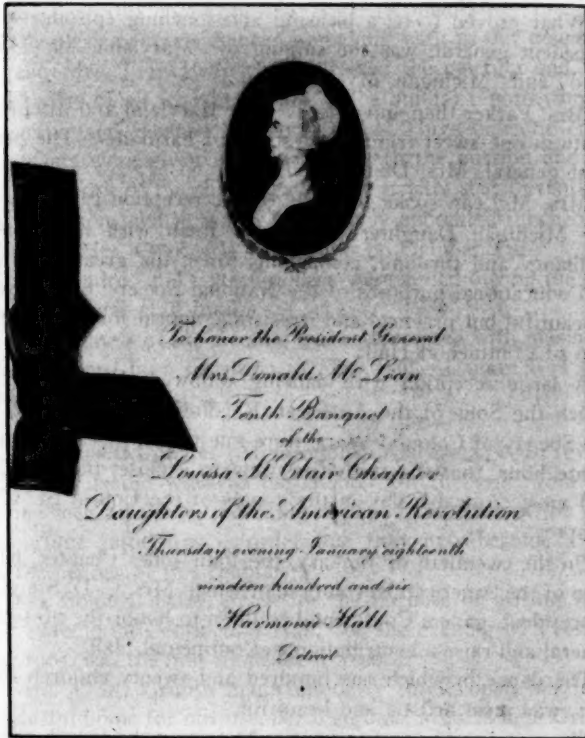 To honor the President General
Mrs. Donald McLean
Tenth Banquet
of the
Louisa St. Clair Chapter
Daughters of the American Revolution
Thursday evening January eighteenth
nineteen hundred and six
Harmonie Hall
Detroit